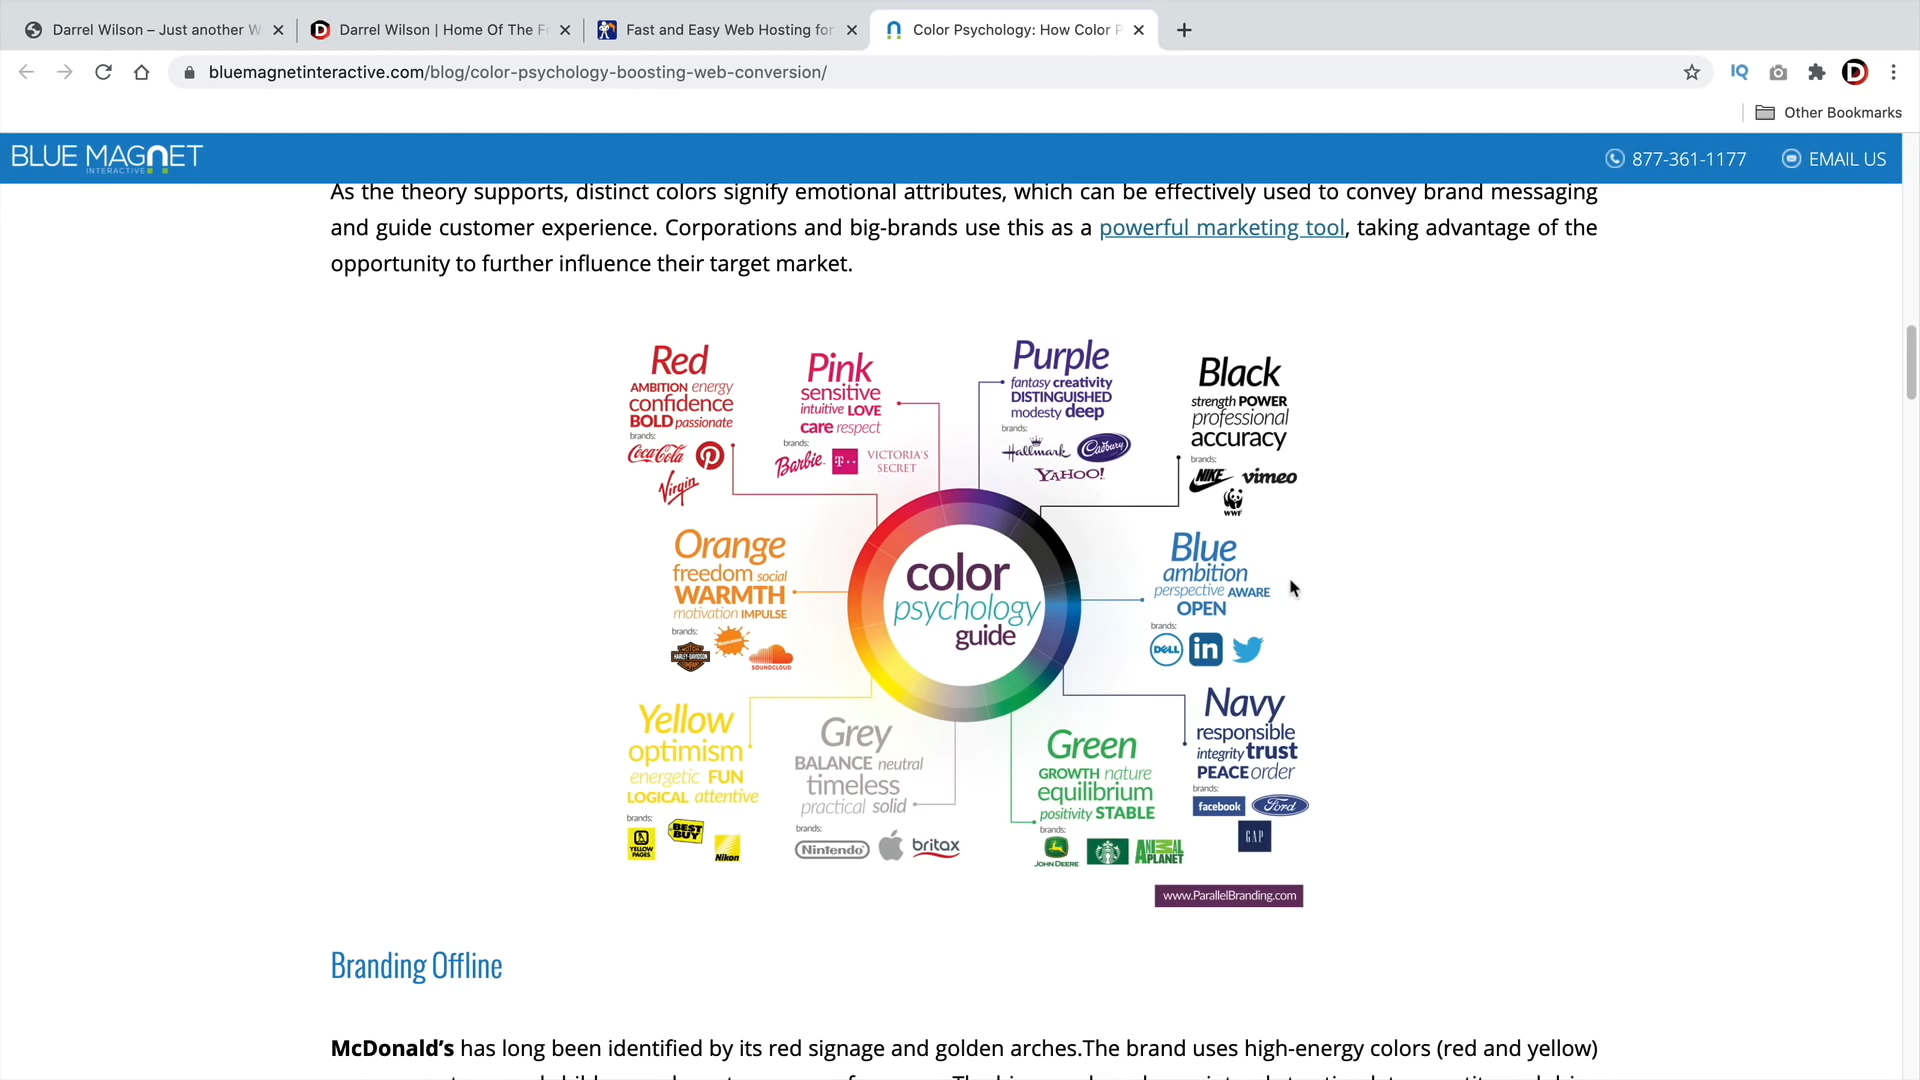 Darrel Wilson – Just another W
Darrel Wilson | Home Of The Fr
Fast and Easy Web Hosting for
Color Psychology: How Color P
bluemagnetinteractive.com/blog/color-psychology-boosting-web-conversion/
IQ
D
Other Bookmarks
BLUE MAGNET
INTERACTIVE
877-361-1177
EMAIL US
As the theory supports, distinct colors signify emotional attributes, which can be effectively used to convey brand messaging
and guide customer experience. Corporations and big-brands use this as a powerful marketing tool, taking advantage of the
opportunity to further influence their target market.
Red
AMBITION energy
confidence
BOLD passionate
brands:
Coca-Cola
Virgin
Pink
sensitive
intuitive LOVE
care respect
brands:
Barbie
T
VICTORIA'S
SECRET
Purple
fantasy creativity
DISTINGUISHED
modesty deep
brands:
Hallmark
Cadbury
YAHOO!
Black
strength POWER
professional
accuracy
brands:
NIKE
vimeo
WWF
Orange
freedom social
WARMTH
motivation IMPULSE
brands:
MOTOR
HARLEY-DAVIDSON
COMPANY
SOUNDCLOUD
color
psychology
guide
Blue
ambition
perspective AWARE
OPEN
brands:
DELL
in
Yellow
optimism
energetic FUN
LOGICAL attentive
brands:
YELLOW
PAGES
BEST
BUY
Nikon
Grey
BALANCE neutral
timeless
practical solid
brands:
Nintendo
britax
Green
GROWTH nature
equilibrium
positivity STABLE
brands:
JOHN DEERE
ANIMAL
PLANET
Navy
responsible
integrity trust
PEACE order
brands:
facebook
Ford
GAP
www.ParallelBranding.com
Branding Offline
McDonald’s has long been identified by its red signage and golden arches.The brand uses high-energy colors (red and yellow)